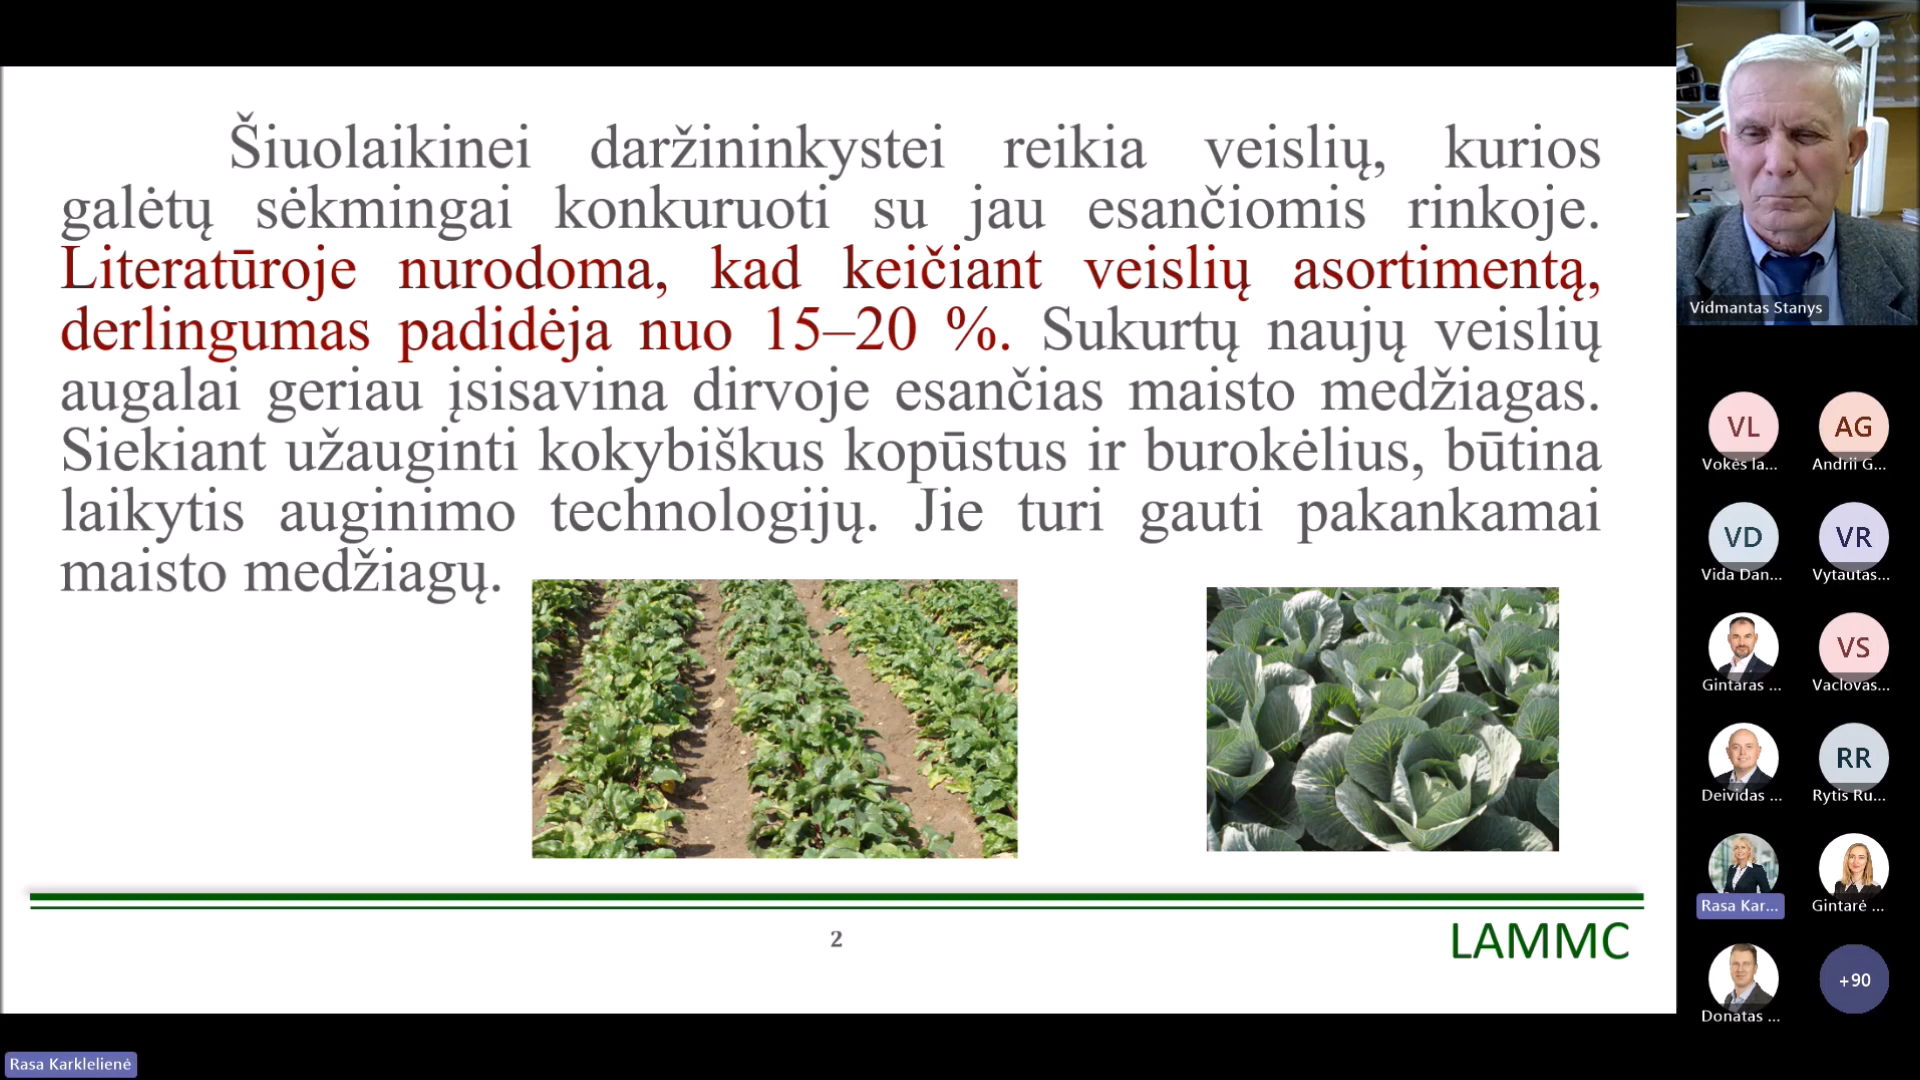 Šiuolaikinei daržininkystei reikia veislių, kurios
galėtų sėkmingai konkuruoti su jau esančiomis rinkoje.
Literatūroje nurodoma, kad keičiant veislių asortimentą,
derlingumas padidėja nuo 15–20 %. Sukurtų naujų veislių
augalai geriau įsisavina dirvoje esančias maisto medžiagas.
Siekiant užauginti kokybiškus kopūstus ir burokėlius, būtina
laikytis auginimo technologijų. Jie turi gauti pakankamai
maisto medžiagų.
2
LAMMC
Rasa Karklelienė
Vidmantas Stanys
VL
Vokės la...
AG
Andrii G...
VD
Vida Dan...
VR
Vytautas...
Gintaras ...
VS
Vaclovas...
Deividas ...
RR
Rytis Ru...
Rasa Kar...
Gintarė ...
Donatas ...
+90